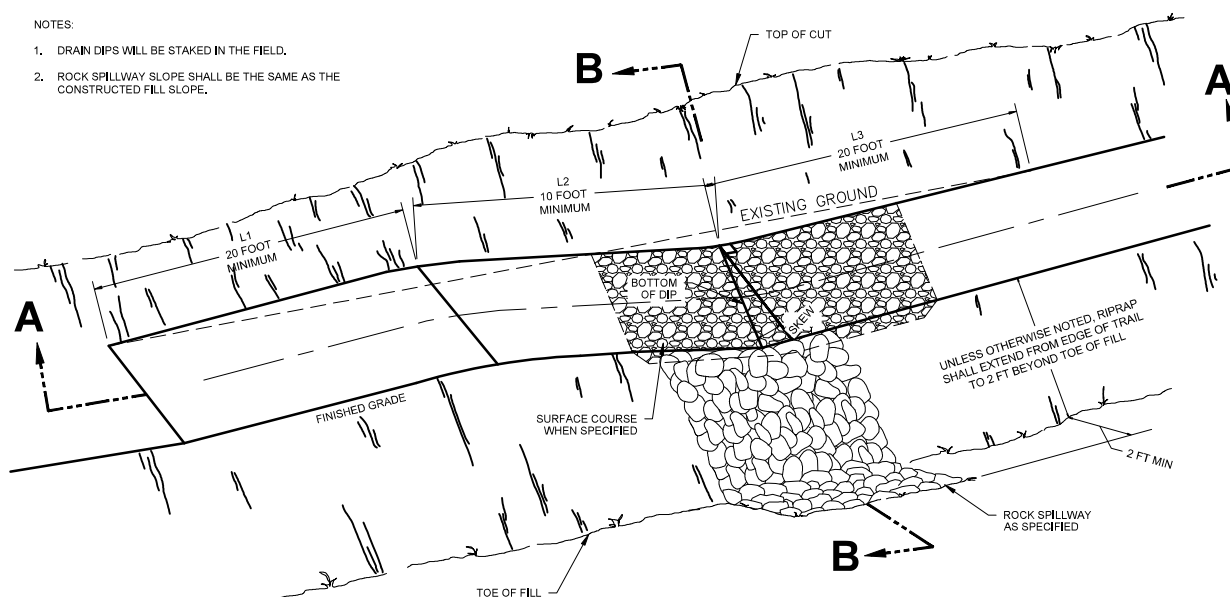 NOTES:
1. DRAIN DIPS WILL BE STAKED IN THE FIELD.
2. ROCK SPILLWAY SLOPE SHALL BE THE SAME AS THE
CONSTRUCTED FILL SLOPE.
TOP OF CUT
B
A
L3
20 FOOT
MINIMUM
L2
10 FOOT
MINIMUM
EXISTING GROUND
L1
20 FOOT
MINIMUM
A
BOTTOM
OF DIP
SKEW
UNLESS OTHERWISE NOTED, RIPRAP
SHALL EXTEND FROM EDGE OF TRAIL
TO 2 FT BEYOND TOE OF FILL
FINISHED GRADE
SURFACE COURSE
WHEN SPECIFIED
2 FT MIN
ROCK SPILLWAY
AS SPECIFIED
B
TOE OF FILL